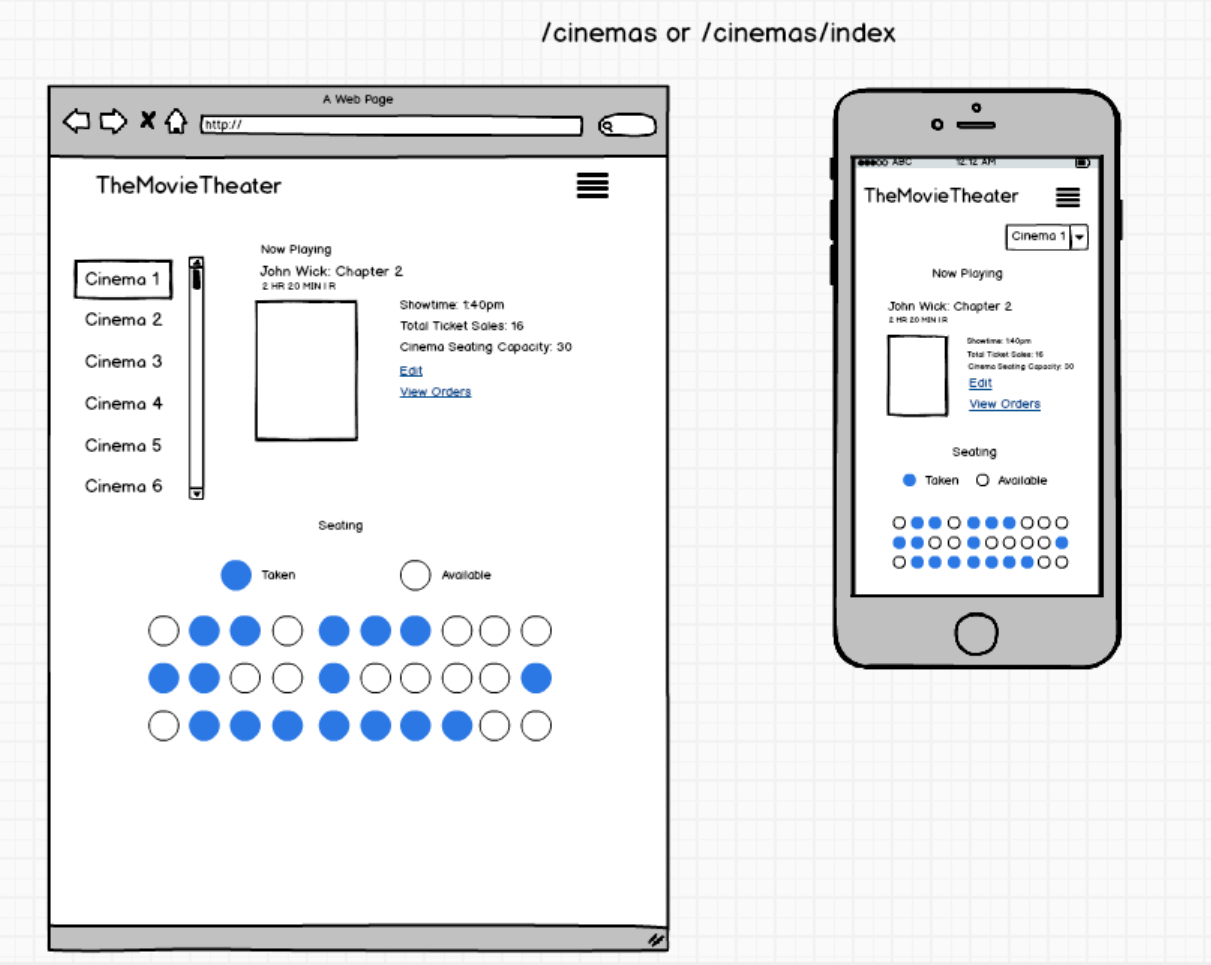 /cinemas or /cinemas/index
A Web Page
http://
TheMovieTheater
Cinema 1
Cinema 2
Cinema 3
Cinema 4
Cinema 5
Cinema 6
Now Playing
John Wick: Chapter 2
2 HR 20 MIN I R
Showtime: 1:40pm
Total Ticket Sales: 16
Cinema Seating Capacity: 30
Edit
View Orders
Seating
Taken
Available
ABC 12:12 AM
TheMovieTheater
Cinema 1
Now Playing
John Wick: Chapter 2
2 HR 20 MIN I R
Showtime: 1:40pm
Total Ticket Sales: 16
Cinema Seating Capacity: 30
Edit
View Orders
Seating
Taken Available